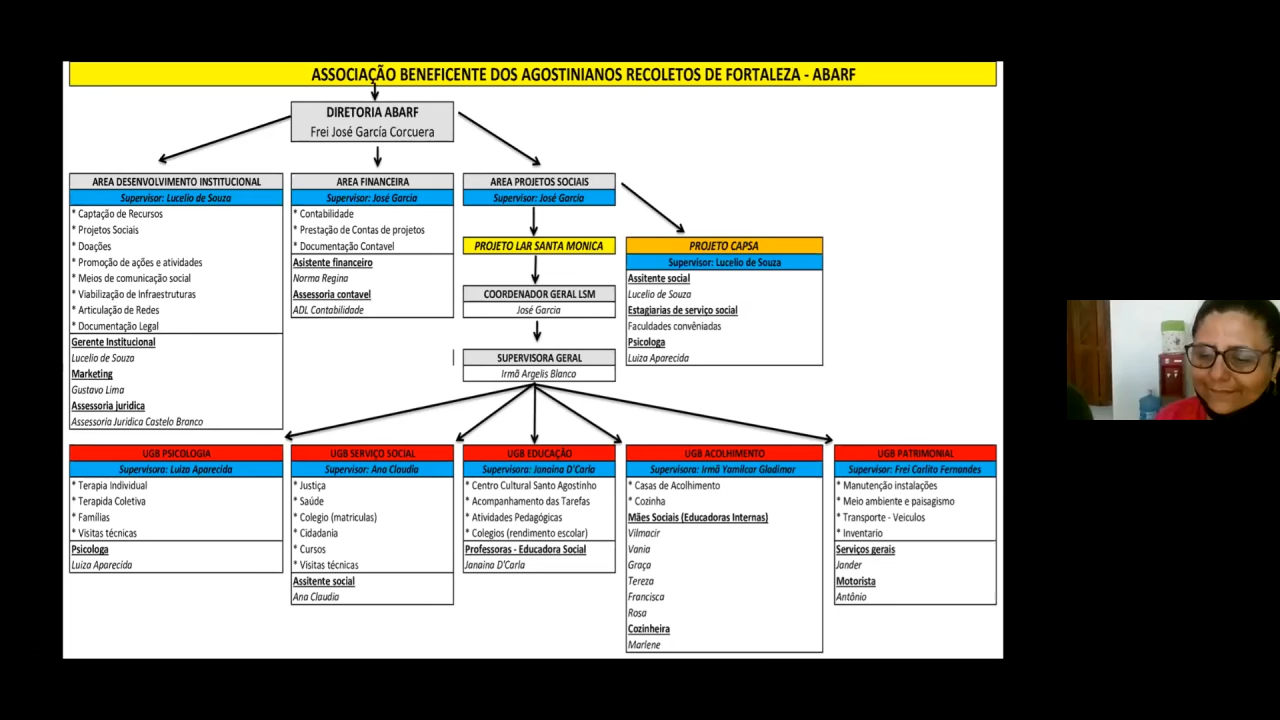 ASSOCIAÇÃO BENEFICENTE DOS AGOSTINIANOS RECOLETOS DE FORTALEZA - ABARF
DIRETORIA ABARF
Frei José García Corcuera
AREA DESENVOLVIMENTO INSTITUCIONAL
Supervisor: Lucelio de Souza
* Captação de Recursos
* Projetos Sociais
* Doações
* Promoção de ações e atividades
* Meios de comunicação social
* Viabilização de Infraestruturas
* Articulação de Redes
* Documentação Legal
Gerente Institucional
Lucelio de Souza
Marketing
Gustavo Lima
Assessoria juridica
Assessoria Juridica Castelo Branco
AREA FINANCEIRA
Supervisor: José Garcia
* Contabilidade
* Prestação de Contas de projetos
* Documentação Contavel
Asistente financeiro
Norma Regina
Assessoria contavel
ADL Contabilidade
AREA PROJETOS SOCIAIS
Supervisor: José Garcia
PROJETO LAR SANTA MONICA
COORDENADOR GERAL LSM
José Garcia
SUPERVISORA GERAL
Irmã Argelis Blanco
PROJETO CAPSA
Supervisor: Lucelio de Souza
Assitente social
Lucelio de Souza
Estagiarias de serviço social
Faculdades convêniadas
Psicologa
Luiza Aparecida
UGB PSICOLOGIA
Supervisora: Luiza Aparecida
* Terapia Individual
* Terapida Coletiva
* Famílias
* Visitas técnicas
Psicologa
Luiza Aparecida
UGB SERVIÇO SOCIAL
Supervisor: Ana Claudia
* Justiça
* Saúde
* Colegio (matriculas)
* Cidadania
* Cursos
* Visitas técnicas
Assitente social
Ana Claudia
UGB EDUCAÇÃO
Supervisora: Janaina D'Carla
* Centro Cultural Santo Agostinho
* Acompanhamento das Tarefas
* Atividades Pedagógicas
* Colegios (rendimento escolar)
Professoras - Educadora Social
Janaina D'Carla
UGB ACOLHIMENTO
Supervisora: Irmã Yamilcar Gladimar
* Casas de Acolhimento
* Cozinha
Mães Sociais (Educadoras Internas)
Vilmacir
Vania
Graça
Tereza
Francisca
Rosa
Cozinheira
Marlene
UGB PATRIMONIAL
Supervisor: Frei Carlito Fernandes
* Manutenção instalações
* Meio ambiente e paisagismo
* Transporte - Veiculos
* Inventario
Serviços gerais
Jander
Motorista
Antônio